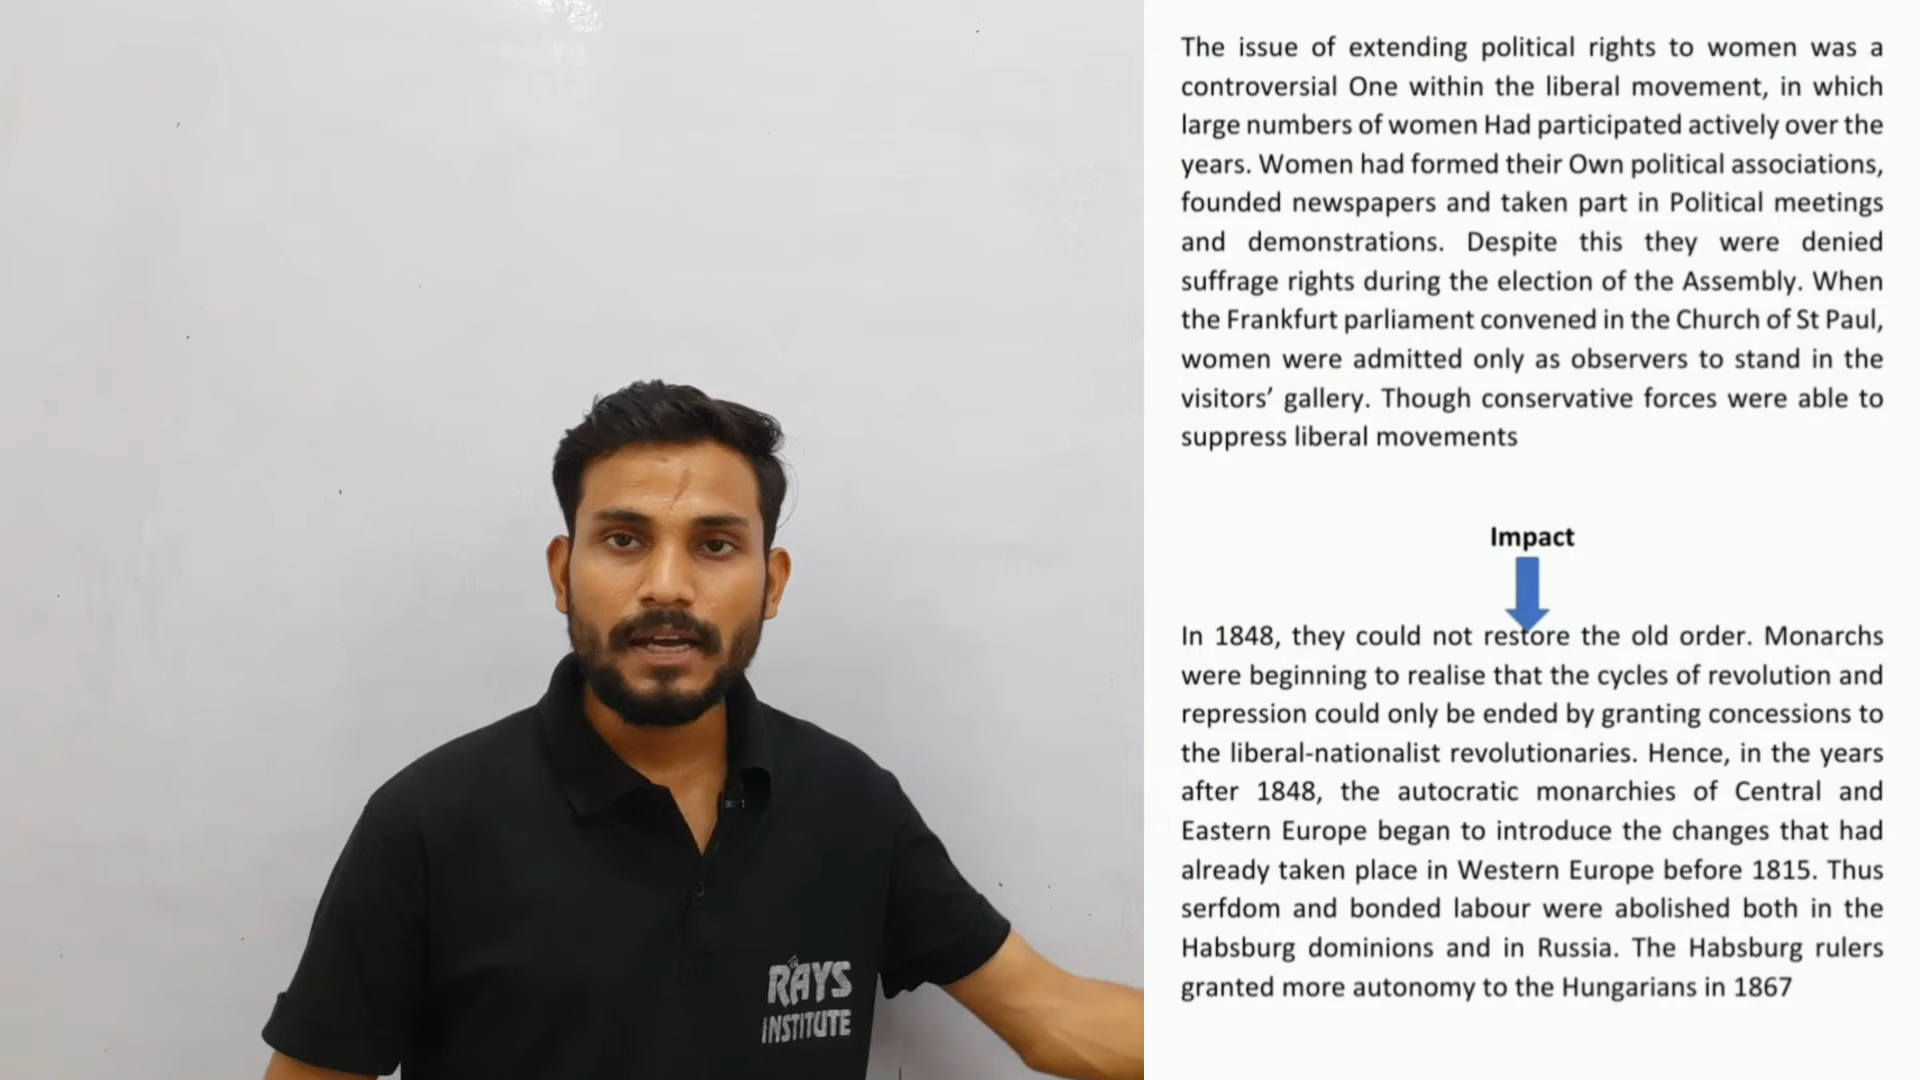 The issue of extending political rights to women was a
controversial One within the liberal movement, in which
large numbers of women Had participated actively over the
years. Women had formed their Own political associations,
founded newspapers and taken part in Political meetings
and demonstrations. Despite this they were denied
suffrage rights during the election of the Assembly. When
the Frankfurt parliament convened in the Church of St Paul,
women were admitted only as observers to stand in the
visitors’ gallery. Though conservative forces were able to
suppress liberal movements
Impact
In 1848, they could not restore the old order. Monarchs
were beginning to realise that the cycles of revolution and
repression could only be ended by granting concessions to
the liberal-nationalist revolutionaries. Hence, in the years
after 1848, the autocratic monarchies of Central and
Eastern Europe began to introduce the changes that had
already taken place in Western Europe before 1815. Thus
serfdom and bonded labour were abolished both in the
Habsburg dominions and in Russia. The Habsburg rulers
granted more autonomy to the Hungarians in 1867
RAYS
INSTITUTE